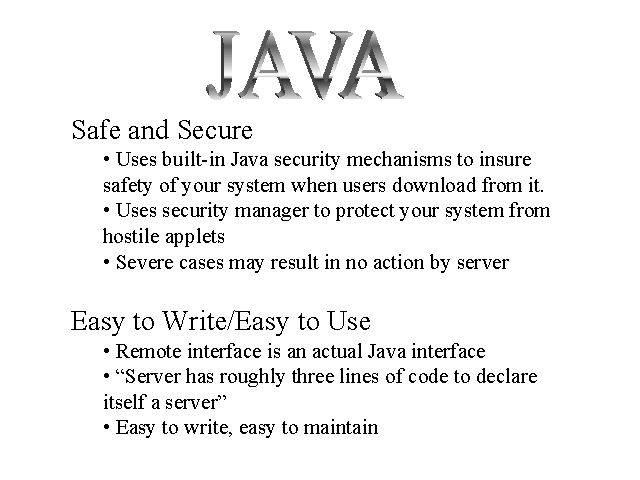 JAVA
Safe and Secure
• Uses built-in Java security mechanisms to insure
safety of your system when users download from it.
• Uses security manager to protect your system from
hostile applets
• Severe cases may result in no action by server
Easy to Write/Easy to Use
• Remote interface is an actual Java interface
• “Server has roughly three lines of code to declare
itself a server”
• Easy to write, easy to maintain